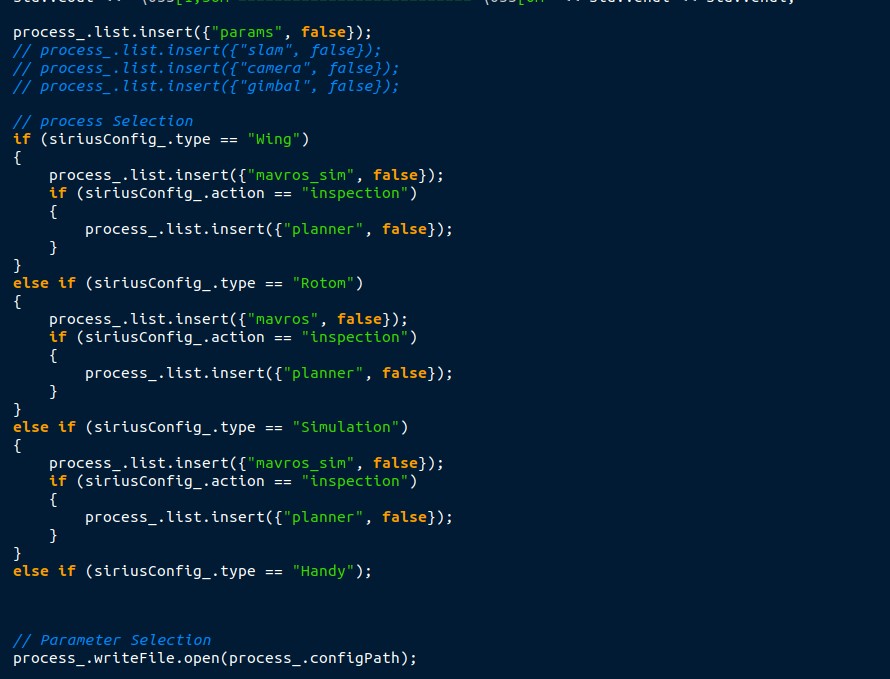 process_.list.insert({"params", false});
// process_.list.insert({"slam", false});
// process_.list.insert({"camera", false});
// process_.list.insert({"gimbal", false});
// process Selection
if (siriusConfig_.type == "Wing")
{
process_.list.insert({"mavros_sim", false});
if (siriusConfig_.action == "inspection")
{
process_.list.insert({"planner", false});
}
}
else if (siriusConfig_.type == "Rotom")
{
process_.list.insert({"mavros", false});
if (siriusConfig_.action == "inspection")
{
process_.list.insert({"planner", false});
}
}
else if (siriusConfig_.type == "Simulation")
{
process_.list.insert({"mavros_sim", false});
if (siriusConfig_.action == "inspection")
{
process_.list.insert({"planner", false});
}
}
else if (siriusConfig_.type == "Handy");
// Parameter Selection
process_.writeFile.open(process_.configPath);